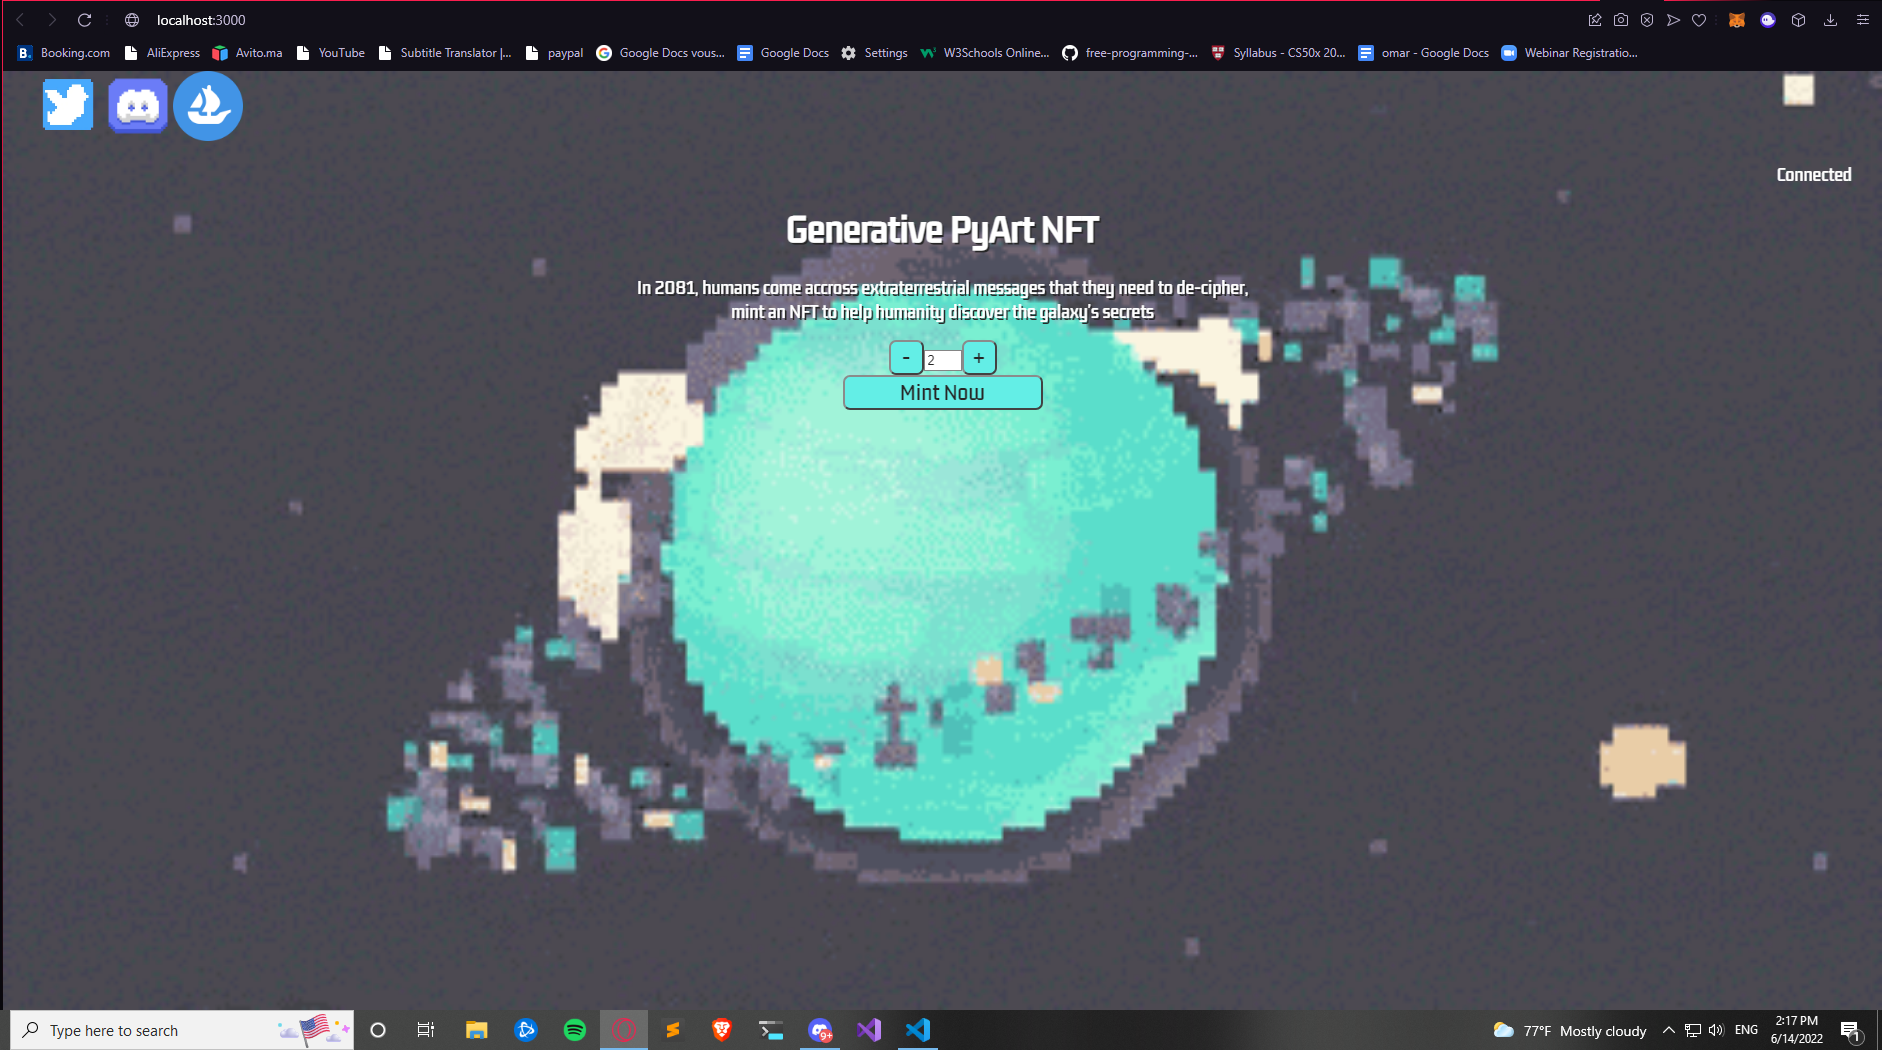 localhost:3000
B. Booking.com AliExpress Avito.ma YouTube Subtitle Translator |... paypal Google Docs vous... Google Docs Settings W3Schools Online... free-programming-... Syllabus - CS50x 20... omar - Google Docs Webinar Registratio...
Connected
Generative PyArt NFT
In 2081, humans come accross extraterrestrial messages that they need to de-cipher,
mint an NFT to help humanity discover the galaxy's secrets
- 2 +
Mint Now
Type here to search 9+ 77°F Mostly cloudy ENG 2:17 PM
6/14/2022 1